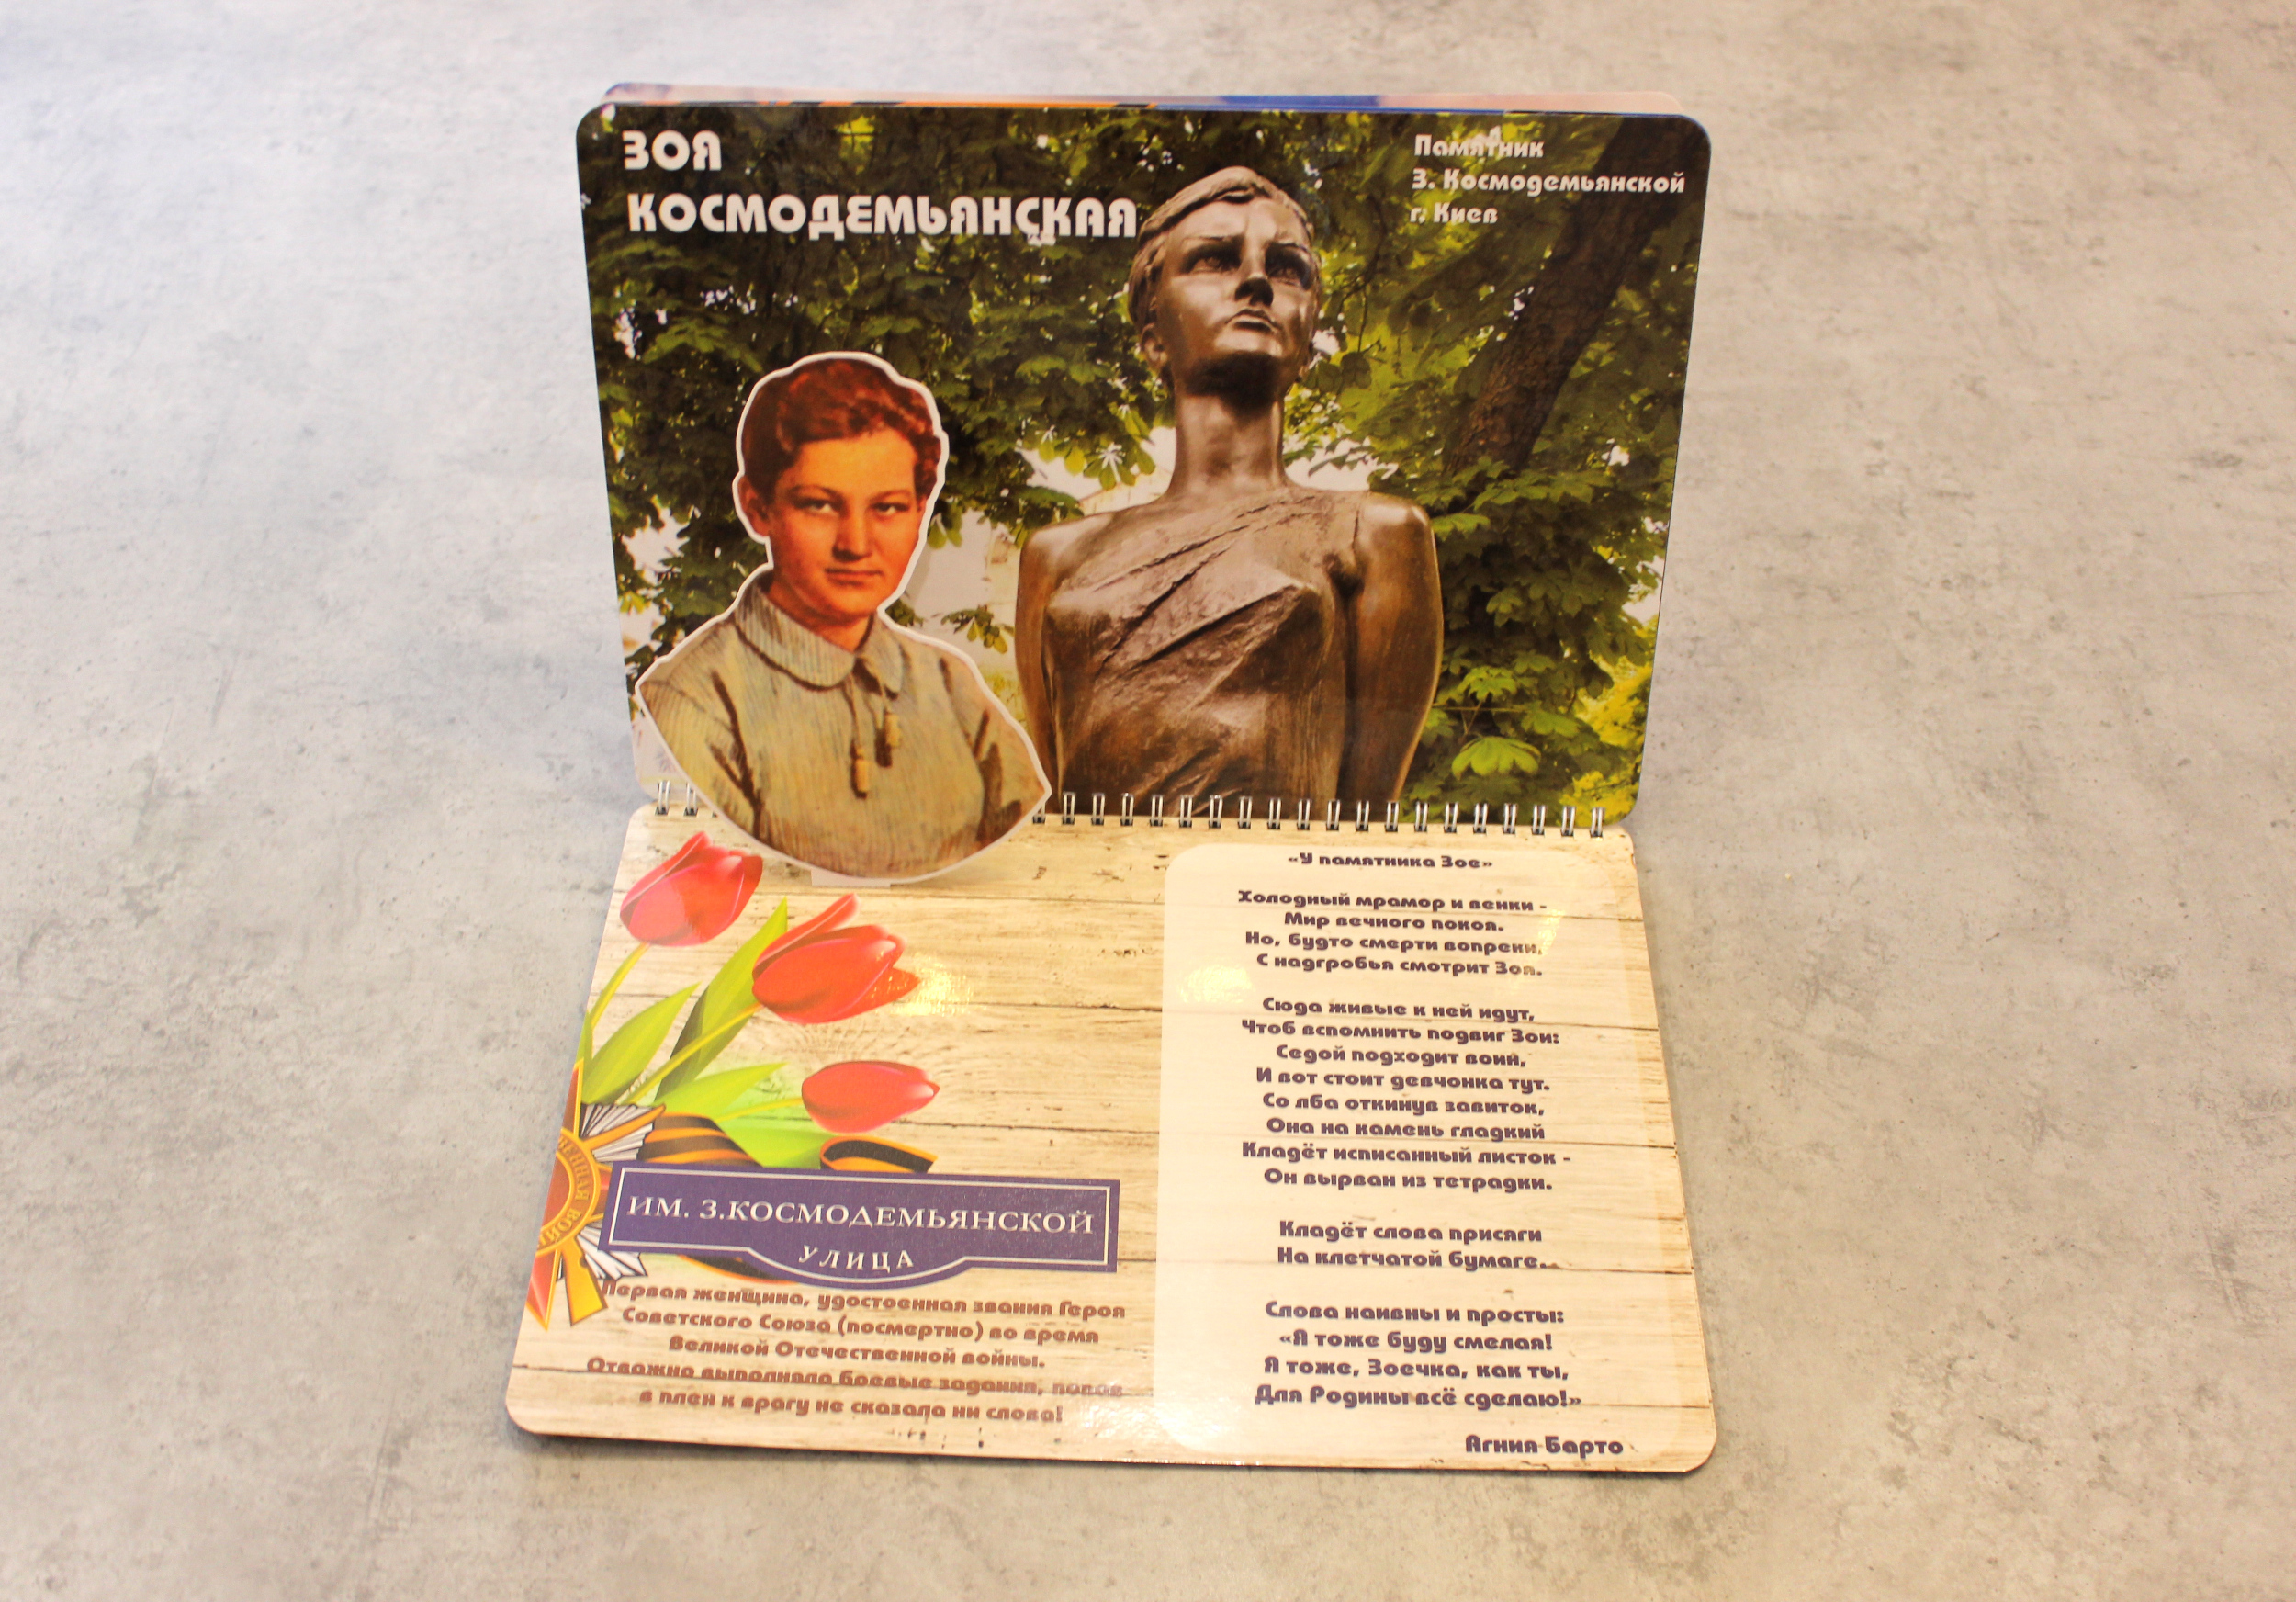 ЗОЯ
КОСМОДЕМЬЯНСКАЯ
Памятник
З. Космодемьянской
г. Киев
«У памятника Зое»
Холодный мрамор и венки -
Мир вечного покоя.
Но, будто смерти вопреки,
С надгробья смотрит Зоя.
Сюда живые к ней идут,
Чтоб вспомнить подвиг Зои:
Седой подходит воин,
И вот стоит девчонка тут.
Со лба откинув завиток,
Она на камень гладкий
Кладёт исписанный листок -
Он вырван из тетрадки.
Кладёт слова присяги
На клетчатой бумаге...
Слова наивны и просты:
«Я тоже буду смелая!
Я тоже, Зоечка, как ты,
Для Родины всё сделаю!»
Агния Барто
ИМ. З.КОСМОДЕМЬЯНСКОЙ
УЛИЦА
Первая женщина, удостоенная звания Героя
Советского Союза (посмертно) во время
Великой Отечественной войны.
Отважно выполняла боевые задания, попав
в плен к врагу не сказала ни слова!